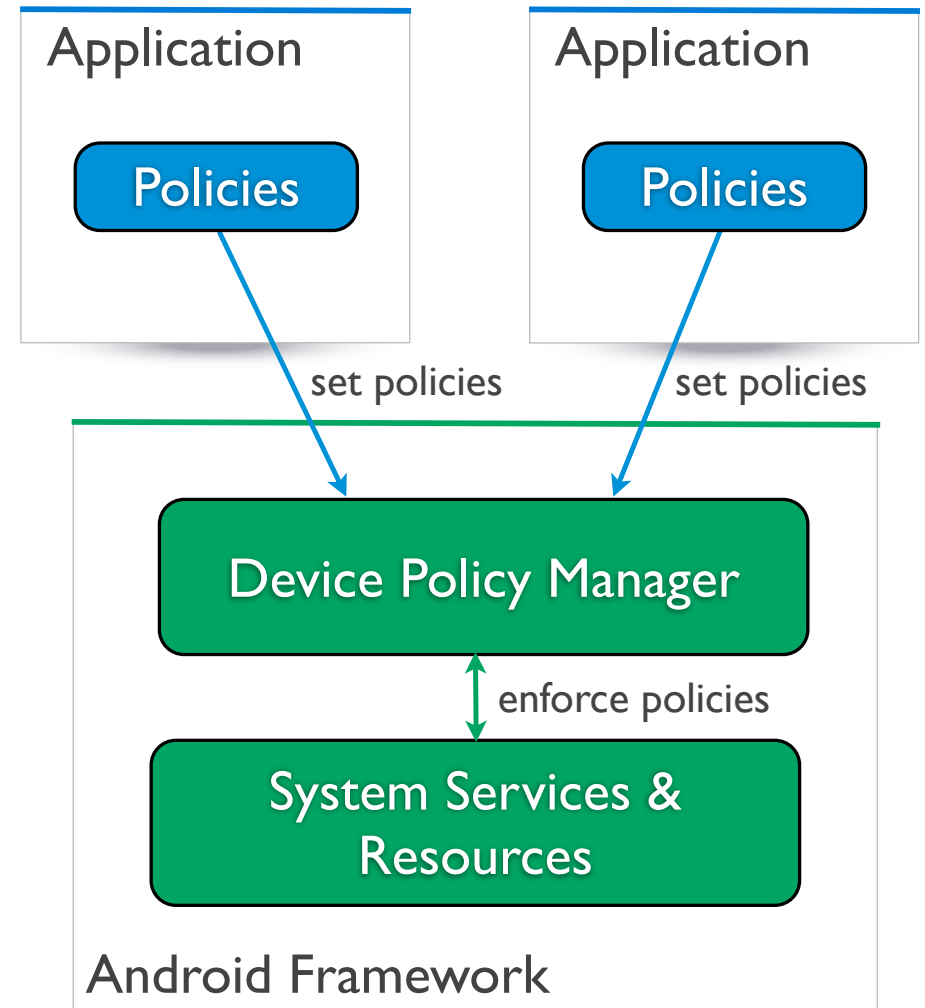 Application
Application
Policies
Policies
set policies
set policies
Device Policy Manager
enforce policies
System Services &
Resources
Android Framework